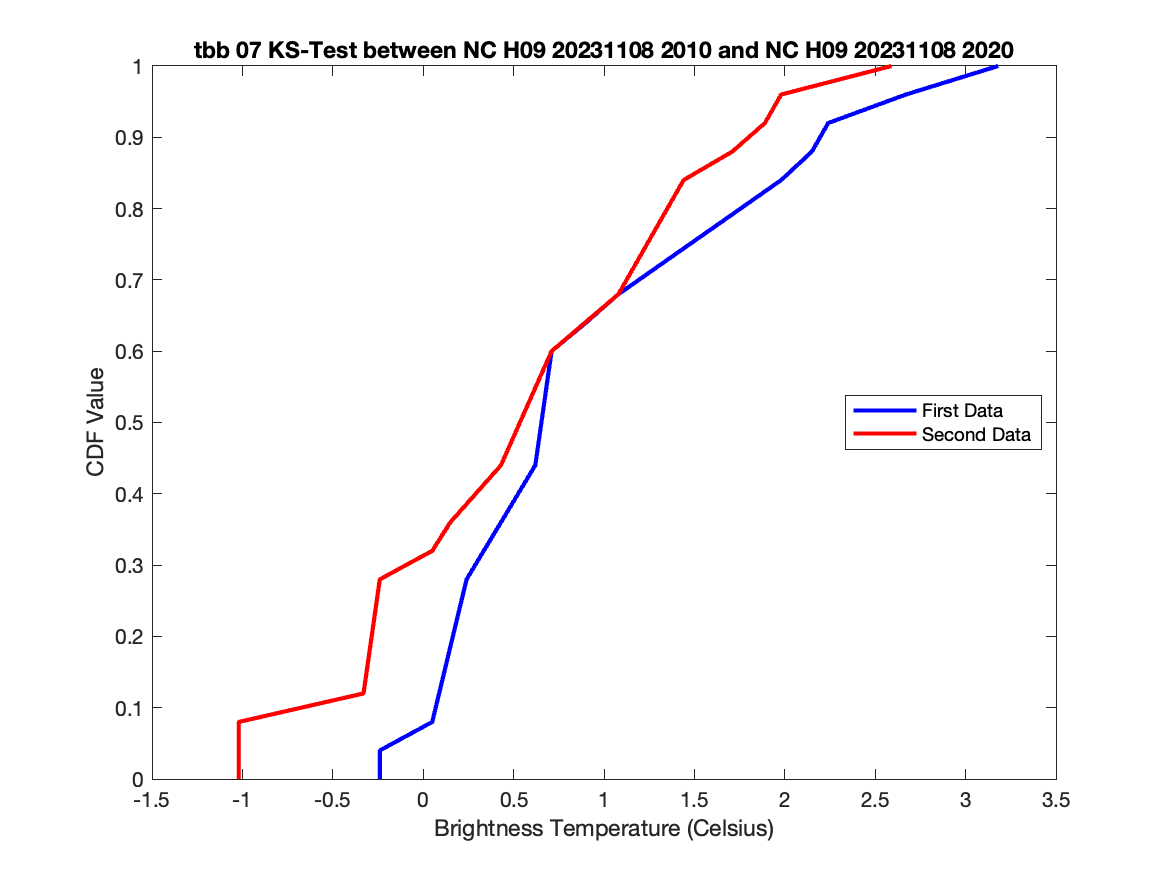 tbb 07 KS-Test between NC H09 20231108 2010 and NC H09 20231108 2020
1
0.9
0.8
0.7
0.6
0.5
0.4
0.3
0.2
0.1
0
CDF Value
First Data
Second Data
-1.5 -1 -0.5 0 0.5 1 1.5 2 2.5 3 3.5
Brightness Temperature (Celsius)